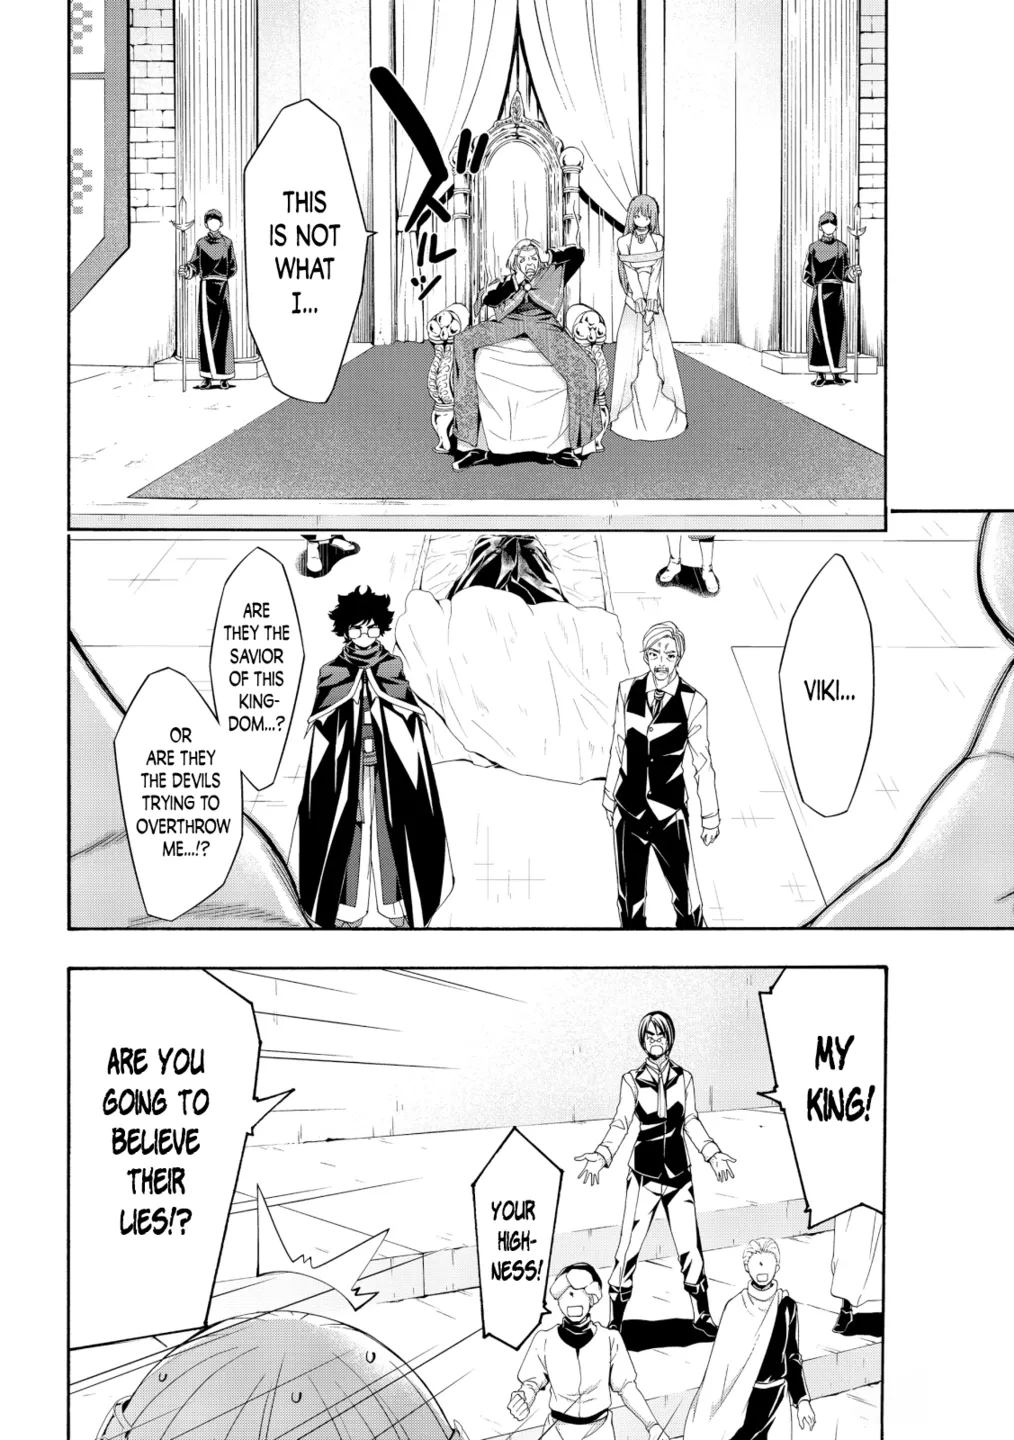 THIS
IS NOT
WHAT
I...
ズルッ
VIKI...
ARE
THEY THE
SAVIOR
OF THIS
KING-
DOM...?
OR
ARE THEY
THE DEVILS
TRYING TO
OVERTHROW
ME...!?
MY
KING!
YOUR
HIGH-
NESS!
ARE YOU
GOING TO
BELIEVE
THEIR
LIES!?